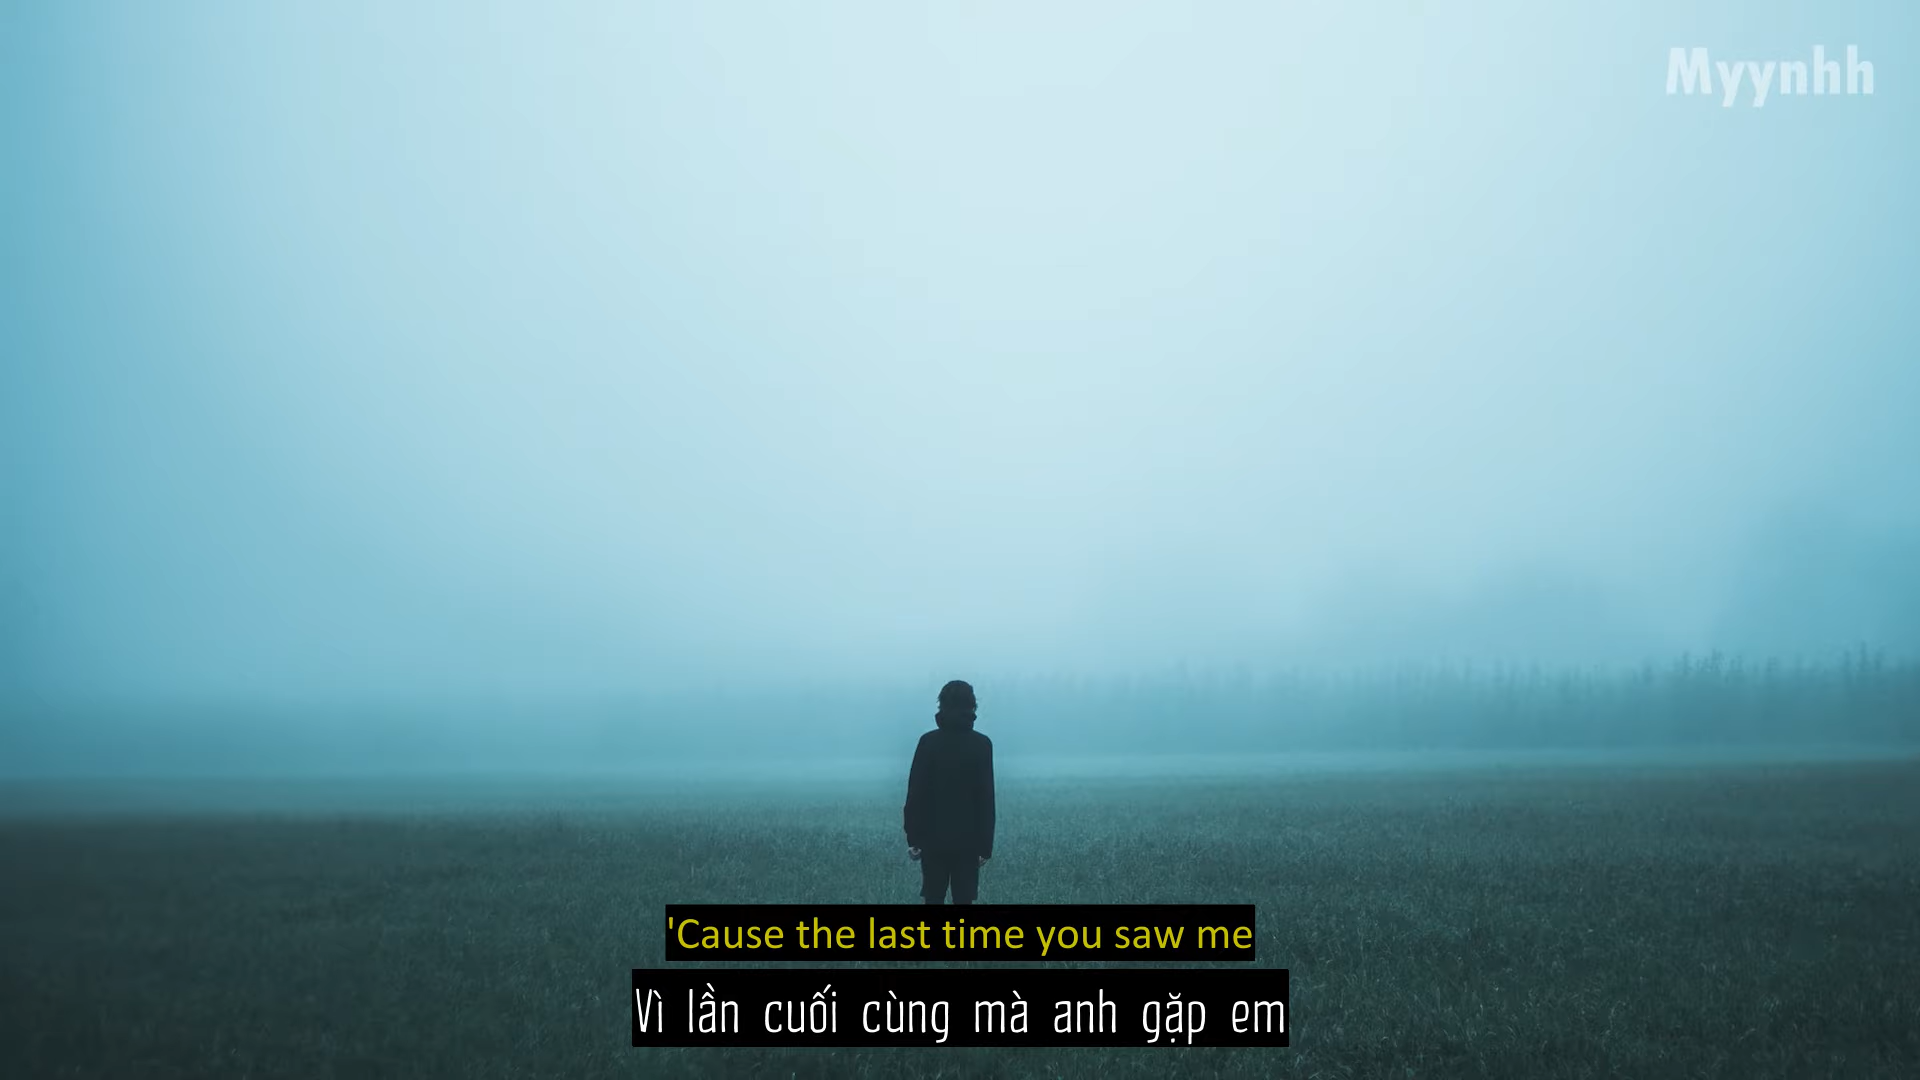 Myynhh
'Cause the last time you saw me
Vì lần cuối cùng mà anh gặp em